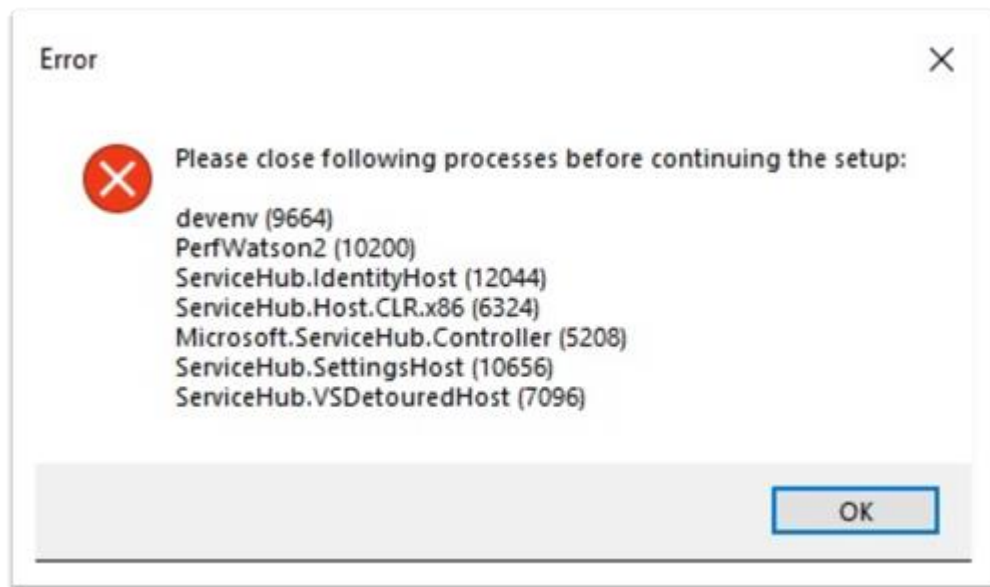 Error
Please close following processes before continuing the setup:
devenv (9664)
PerfWatson2 (10200)
ServiceHub.IdentityHost (12044)
ServiceHub.Host.CLR.x86 (6324)
Microsoft.ServiceHub.Controller (5208)
ServiceHub.SettingsHost (10656)
ServiceHub.VSDetouredHost (7096)
OK